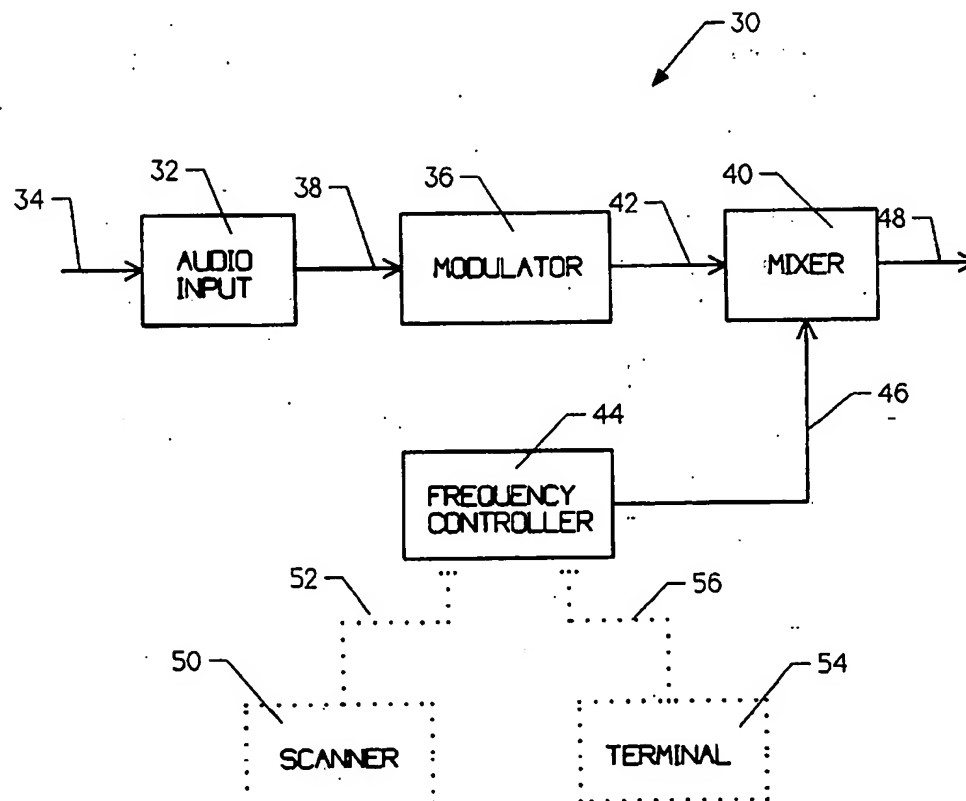 30
32
38
36
42
40
34
48
AUDIO
INPUT
MODULATOR
MIXER
46
44
FREQUENCY
CONTROLLER
52
56
50
54
SCANNER
TERMINAL